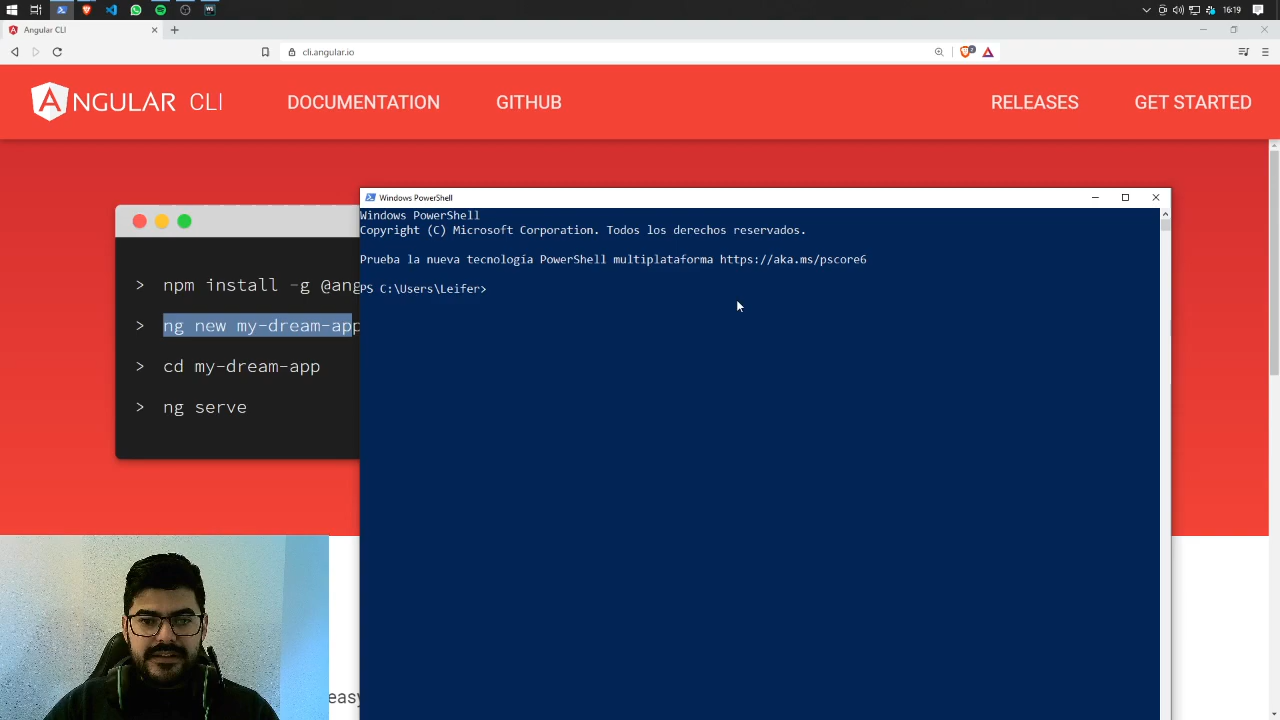 16:19
Angular CLI
cli.angular.io
2
ANGULAR CLI
DOCUMENTATION
GITHUB
RELEASES
GET STARTED
Windows PowerShell
Windows PowerShell
Copyright (C) Microsoft Corporation. Todos los derechos reservados.
Prueba la nueva tecnología PowerShell multiplataforma https://aka.ms/pscore6
PS C:\Users\Leifer>
> npm install -g @ang
> ng new my-dream-app
> cd my-dream-app
> ng serve
easy